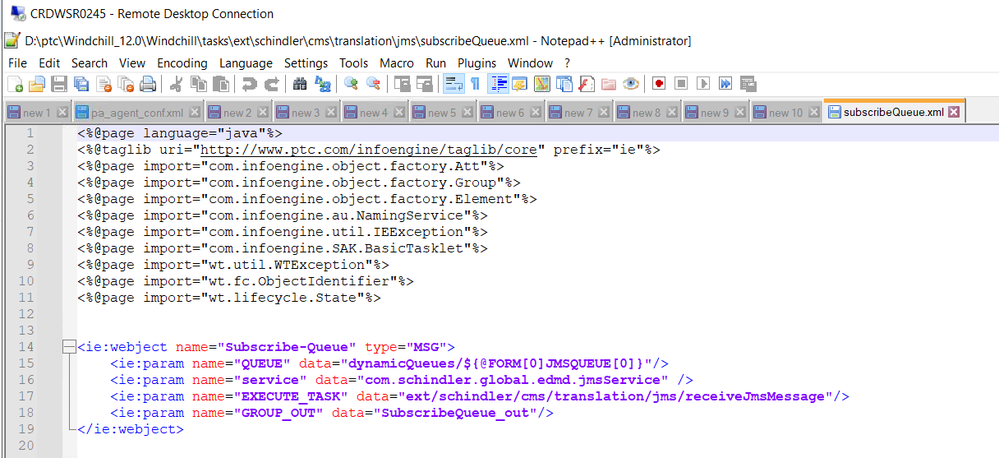 CRDWSR0245 - Remote Desktop Connection
D:\ptc\Windchill_12.0\Windchill\tasks\ext\schindler\cms\translation\jms\subscribeQueue.xml - Notepad++ [Administrator]
File Edit Search View Encoding Language Settings Tools Macro Run Plugins Window ?
new 1 pa_agent_conf.xml new 2 new 3 new 4 new 5 new 6 new 7 new 8 new 9 new 10 subscribeQueue.xml
1 <%@page language="java"%>
2 <%@taglib uri="http://www.ptc.com/infoengine/taglib/core" prefix="ie"%>
3 <%@page import="com.infoengine.object.factory.Att"%>
4 <%@page import="com.infoengine.object.factory.Group"%>
5 <%@page import="com.infoengine.object.factory.Element"%>
6 <%@page import="com.infoengine.au.NamingService"%>
7 <%@page import="com.infoengine.util.IEException"%>
8 <%@page import="com.infoengine.SAK.BasicTasklet"%>
9 <%@page import="wt.util.WTException"%>
10 <%@page import="wt.fc.ObjectIdentifier"%>
11 <%@page import="wt.lifecycle.State"%>
12
13
14 <ie:webject name="Subscribe-Queue" type="MSG">
15 <ie:param name="QUEUE" data="dynamicQueues/${@FORM[0]JMSQUEUE[0]}"/>
16 <ie:param name="service" data="com.schindler.global.edmd.jmsService" />
17 <ie:param name="EXECUTE_TASK" data="ext/schindler/cms/translation/jms/receiveJmsMessage"/>
18 <ie:param name="GROUP_OUT" data="SubscribeQueue_out"/>
19 </ie:webject>
20